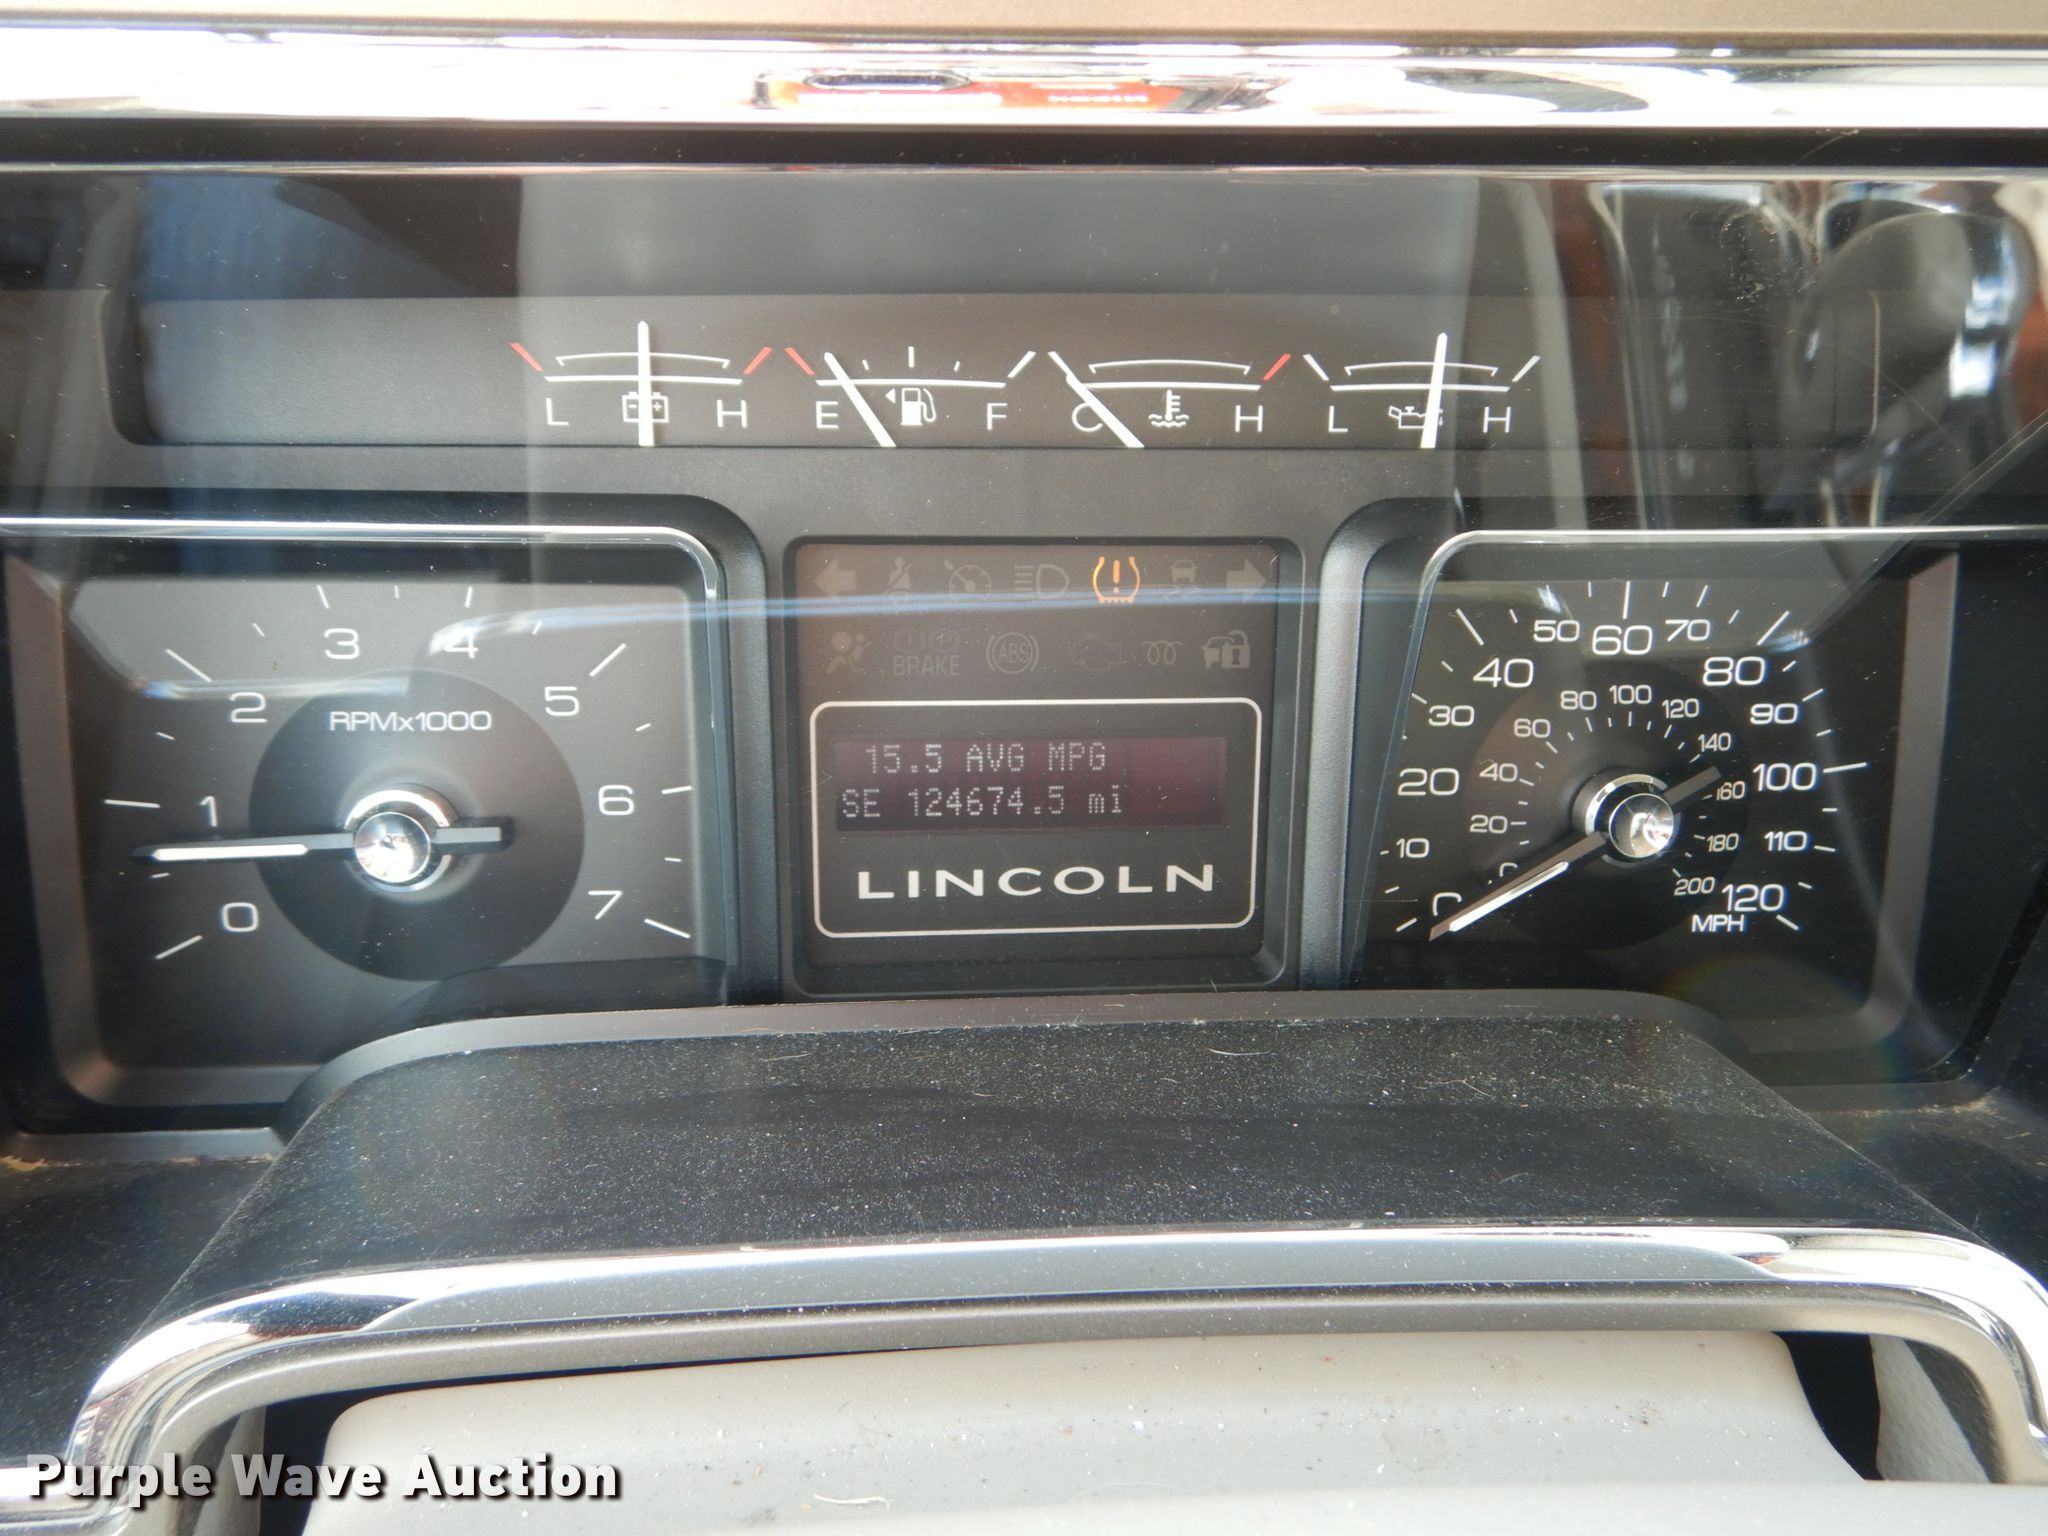 L H E F C H L H
3 4
2 5
RPMx1000
1 6
0 7
BRAKE ABS
15.5 AVG MPG
SE 124674.5 mi
LINCOLN
50 60 70
40 80
30 90
20 100
10 110
0 120
MPH
80 100 120
60 140
40 160
20 180
200
Purple Wave Auction